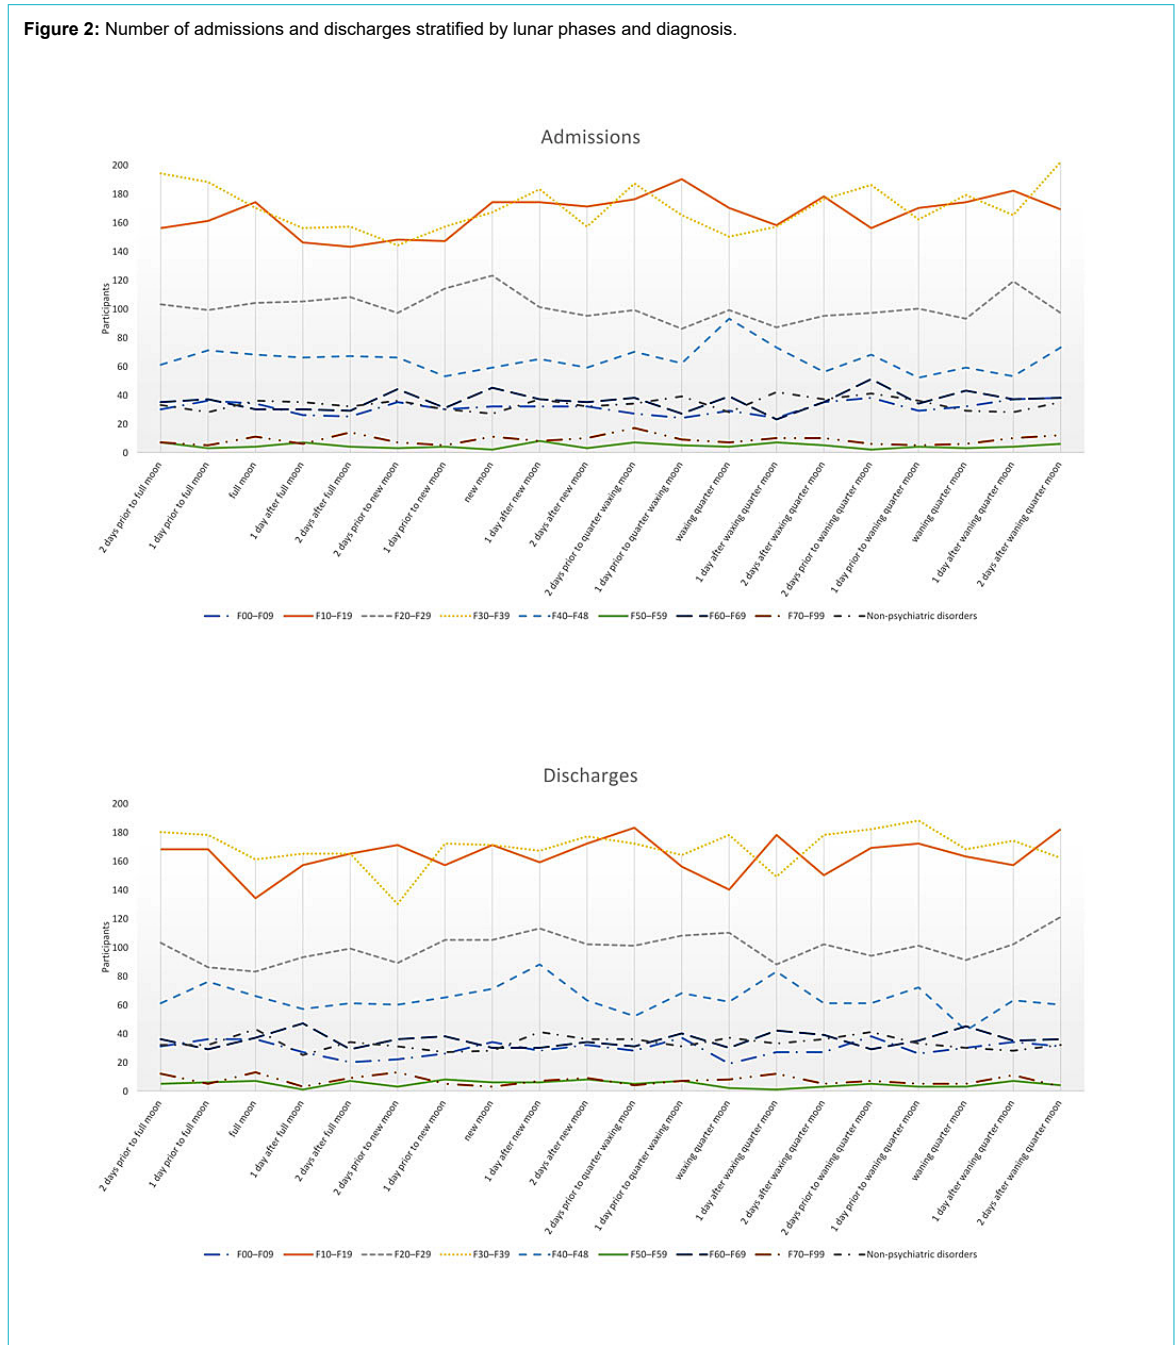 Figure 2: Number of admissions and discharges stratified by lunar phases and diagnosis.
Admissions
200
180
160
140
120
100
80
60
40
20
0
Participants
2 days prior to full moon
1 day prior to full moon
full moon
1 day after full moon
2 days after full moon
2 days prior to new moon
1 day prior to new moon
new moon
1 day after new moon
2 days after new moon
2 days prior to quarter waxing moon
1 day prior to quarter waxing moon
waxing quarter moon
1 day after waxing quarter moon
2 days after waxing quarter moon
2 days prior to waning quarter moon
1 day prior to waning quarter moon
waning quarter moon
1 day after waning quarter moon
2 days after waning quarter moon
F00–F09 F10–F19 F20–F29 F30–F39 F40–F48 F50–F59 F60–F69 F70–F99 Non-psychiatric disorders
Discharges
200
180
160
140
120
100
80
60
40
20
0
Participants
2 days prior to full moon
1 day prior to full moon
full moon
1 day after full moon
2 days after full moon
2 days prior to new moon
1 day prior to new moon
new moon
1 day after new moon
2 days after new moon
2 days prior to quarter waxing moon
1 day prior to quarter waxing moon
waxing quarter moon
1 day after waxing quarter moon
2 days after waxing quarter moon
2 days prior to waning quarter moon
1 day prior to waning quarter moon
waning quarter moon
1 day after waning quarter moon
2 days after waning quarter moon
F00–F09 F10–F19 F20–F29 F30–F39 F40–F48 F50–F59 F60–F69 F70–F99 Non-psychiatric disorders